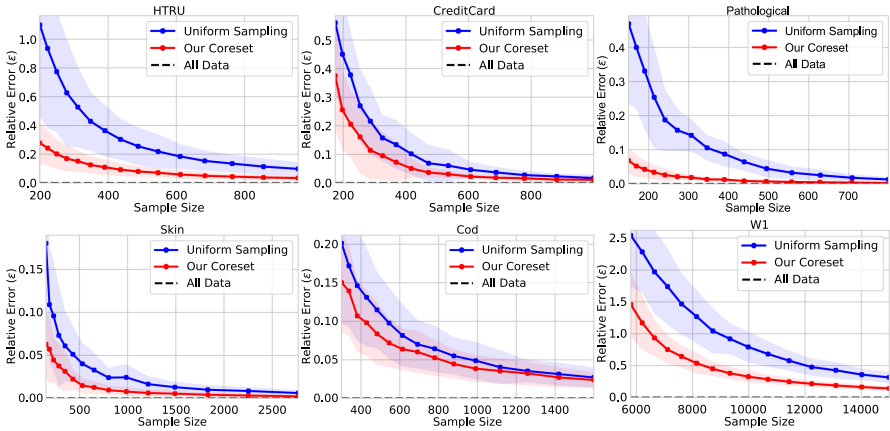 HTRU
1.0
0.8
0.6
0.4
0.2
0.0
Relative Error (ε)
Uniform Sampling
Our Coreset
All Data
200 400 600 800
Sample Size
CreditCard
0.5
0.4
0.3
0.2
0.1
0.0
Relative Error (ε)
Uniform Sampling
Our Coreset
All Data
200 400 600 800
Sample Size
Pathological
0.4
0.3
0.2
0.1
0.0
Relative Error (ε)
Uniform Sampling
Our Coreset
All Data
200 300 400 500 600 700
Sample Size
Skin
0.15
0.10
0.05
0.00
Relative Error (ε)
Uniform Sampling
Our Coreset
All Data
500 1000 1500 2000 2500
Sample Size
Cod
0.20
0.15
0.10
0.05
0.00
Relative Error (ε)
Uniform Sampling
Our Coreset
All Data
400 600 800 1000 1200 1400
Sample Size
W1
2.5
2.0
1.5
1.0
0.5
0.0
Relative Error (ε)
Uniform Sampling
Our Coreset
All Data
6000 8000 10000 12000 14000
Sample Size